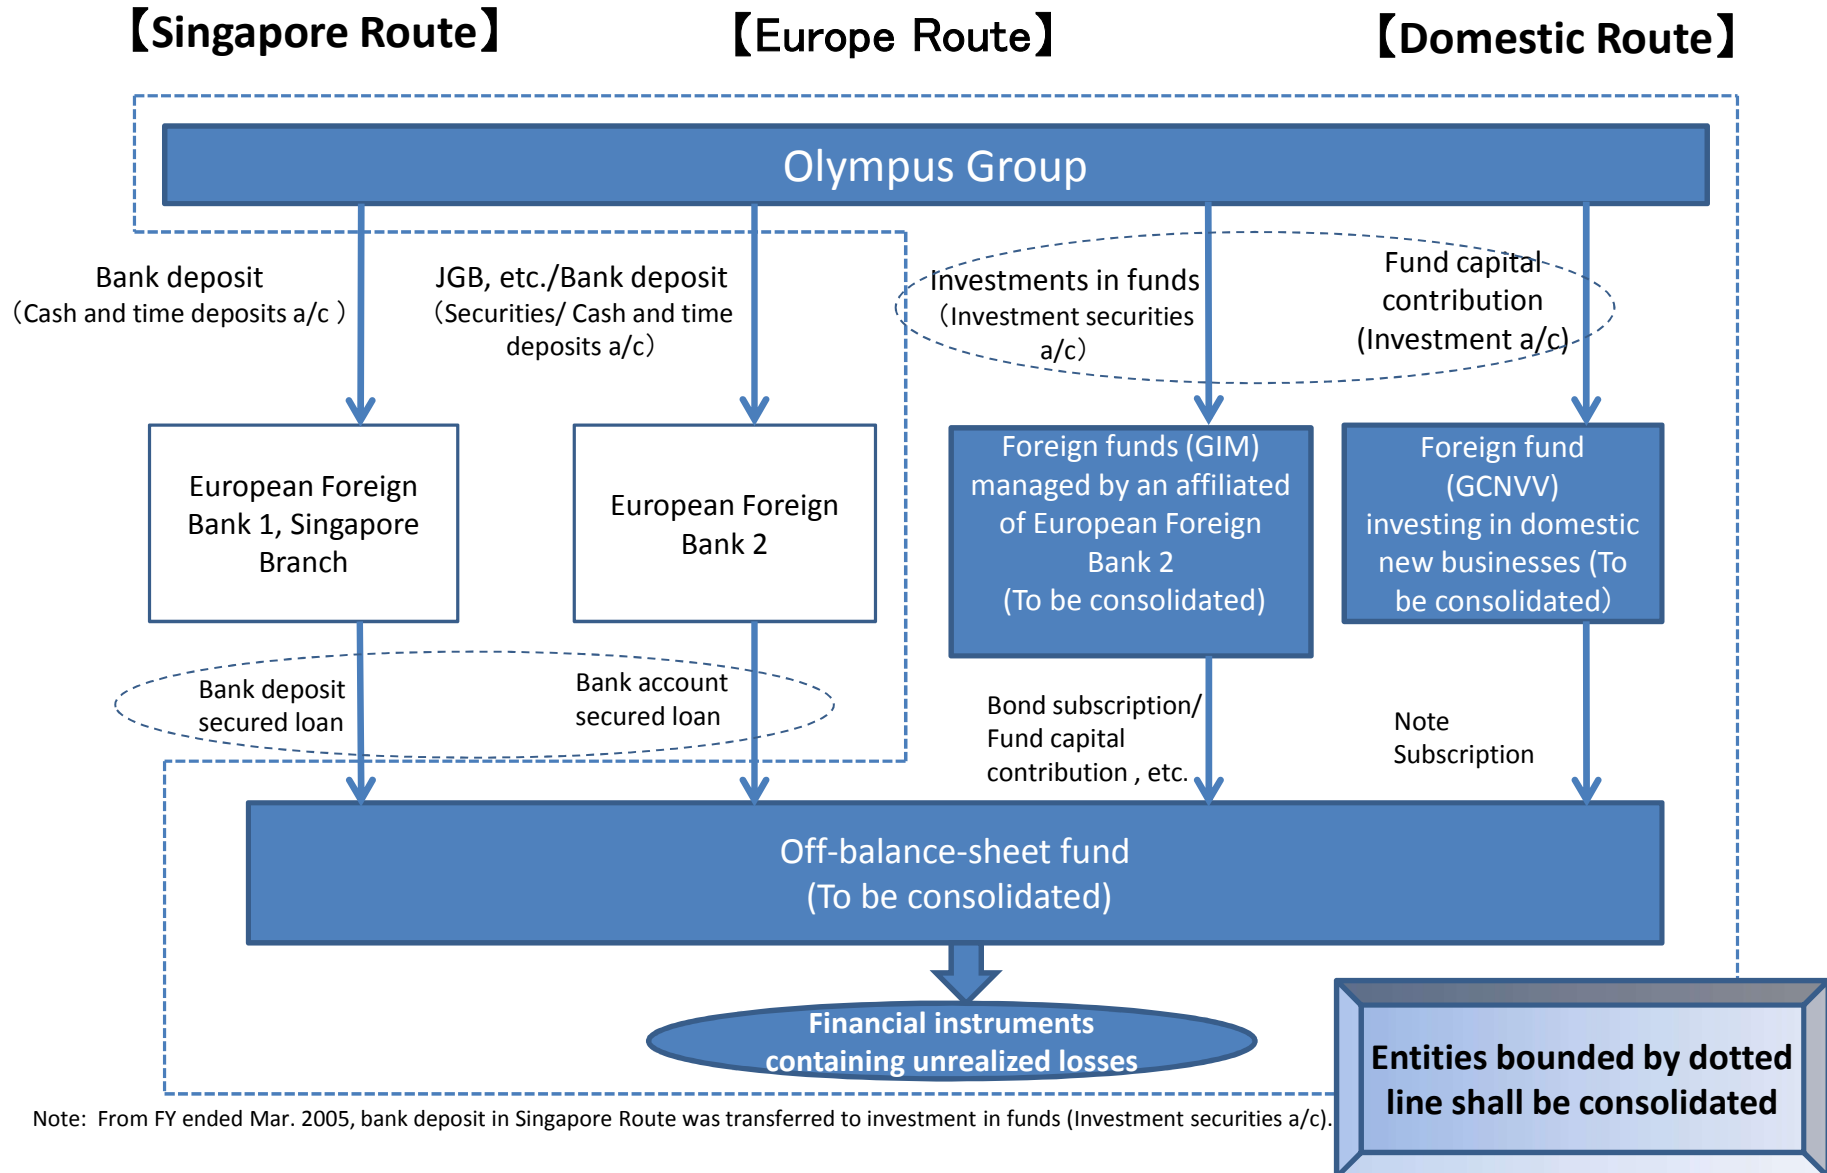 【Singapore Route】
【Europe Route】
【Domestic Route】
Olympus Group
Bank deposit
（Cash and time deposits a/c ）
JGB, etc./Bank deposit
（Securities/ Cash and time
deposits a/c）
Investments in funds
（Investment securities
a/c）
Fund capital
contribution
(Investment a/c)
European Foreign
Bank 1, Singapore
Branch
European Foreign
Bank 2
Foreign funds (GIM)
managed by an affiliated
of European Foreign
Bank 2
(To be consolidated)
Foreign fund
(GCNVV)
investing in domestic
new businesses (To
be consolidated）
Bank deposit
secured loan
Bank account
secured loan
Bond subscription/
Fund capital
contribution , etc.
Note
Subscription
Off-balance-sheet fund
(To be consolidated)
Financial instruments
containing unrealized losses
Entities bounded by dotted
line shall be consolidated
Note:  From FY ended Mar. 2005, bank deposit in Singapore Route was transferred to investment in funds (Investment securities a/c).